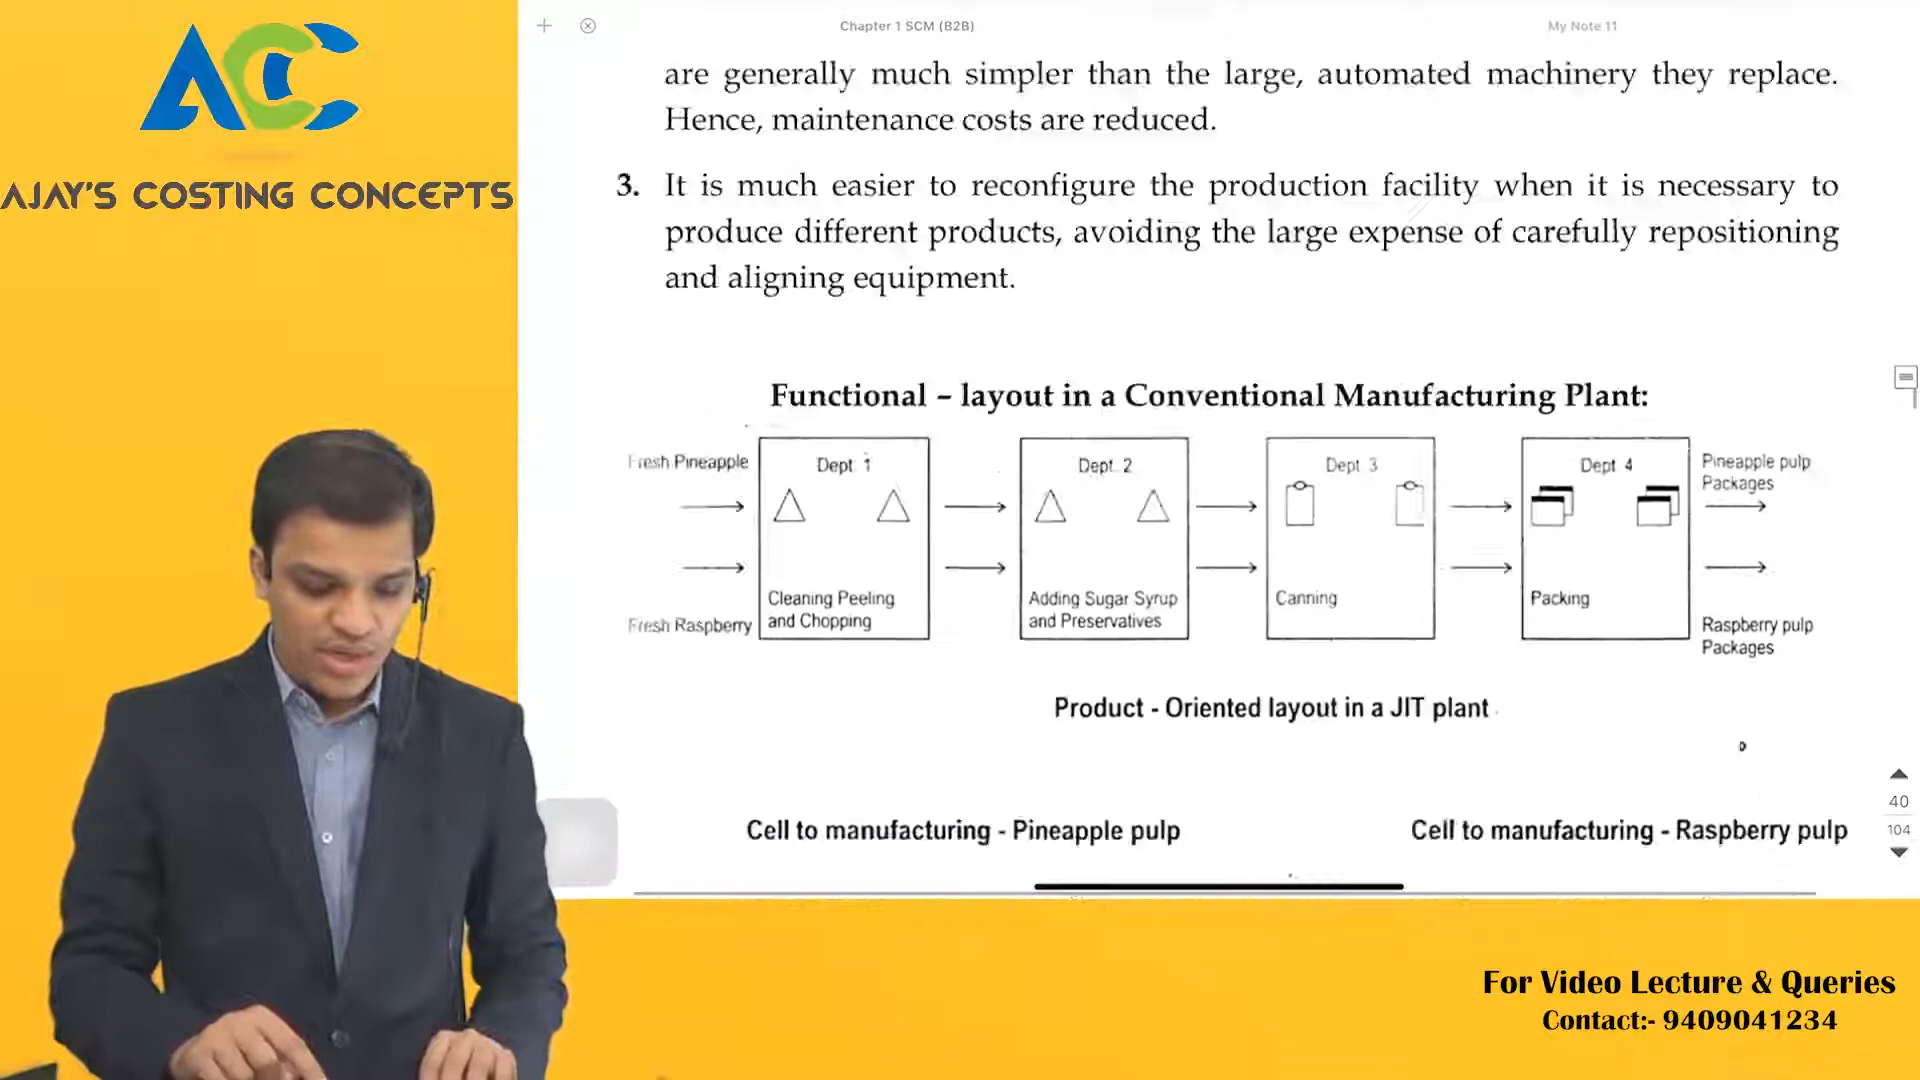 ACC
AJAY'S COSTING CONCEPTS
Chapter 1 SCM (B2B)
My Note 11
are generally much simpler than the large, automated machinery they replace.
Hence, maintenance costs are reduced.
3. It is much easier to reconfigure the production facility when it is necessary to
produce different products, avoiding the large expense of carefully repositioning
and aligning equipment.
Functional – layout in a Conventional Manufacturing Plant:
Fresh Pineapple
Fresh Raspberry
Dept 1
Cleaning Peeling
and Chopping
Dept 2
Adding Sugar Syrup
and Preservatives
Dept 3
Canning
Dept 4
Packing
Pineapple pulp
Packages
Raspberry pulp
Packages
Product - Oriented layout in a JIT plant
Cell to manufacturing - Pineapple pulp
Cell to manufacturing - Raspberry pulp
40
104
For Video Lecture & Queries
Contact:- 9409041234